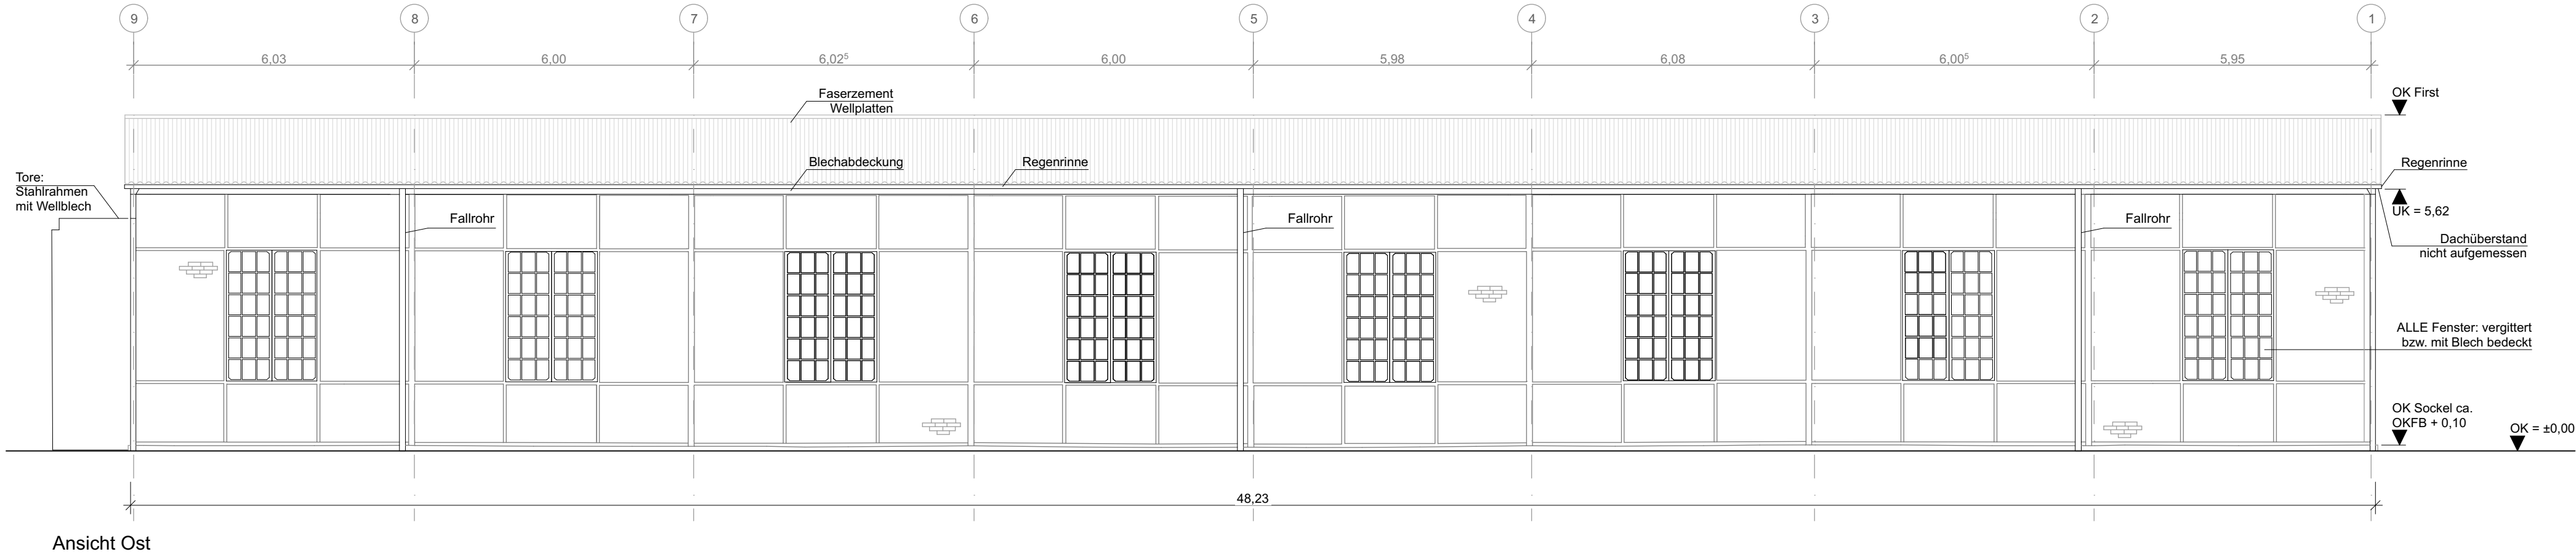 9 8 7 6 5 4 3 2 1
6,03 6,00 6,02⁵ 6,00 5,98 6,08 6,00⁵ 5,95
Faserzement
Wellplatten
OK First
Blechabdeckung
Regenrinne
Regenrinne
Tore:
Stahlrahmen
mit Wellblech
Fallrohr
Fallrohr
Fallrohr
UK = 5,62
Dachüberstand
nicht aufgemessen
ALLE Fenster: vergittert
bzw. mit Blech bedeckt
OK Sockel ca.
OKFB + 0,10
OK = ±0,00
48,23
Ansicht Ost